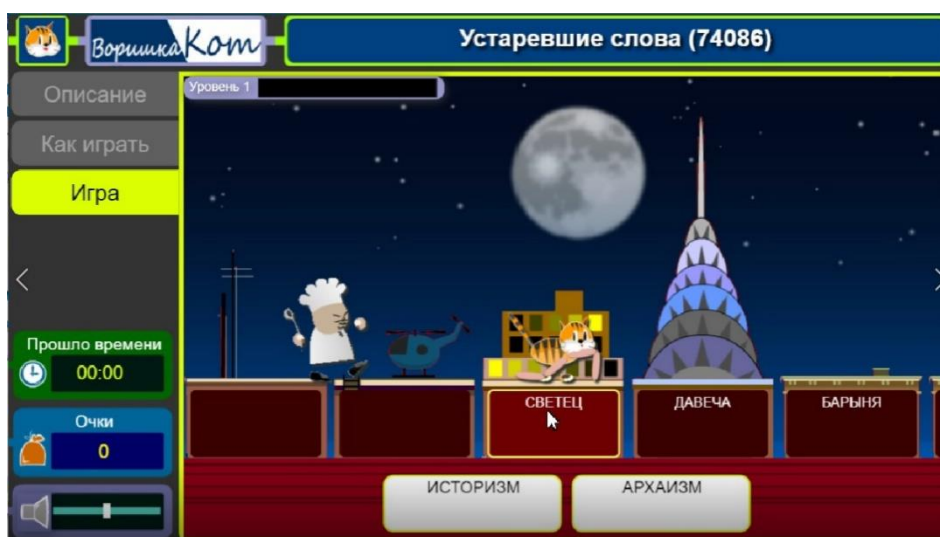 Воришка Кот
Устаревшие слова (74086)
Описание
Как играть
Игра
Уровень 1
Прошло времени
00:00
Очки
0
СВЕТЕЦ
ДАВЕЧА
БАРЫНЯ
ИСТОРИЗМ
АРХАИЗМ